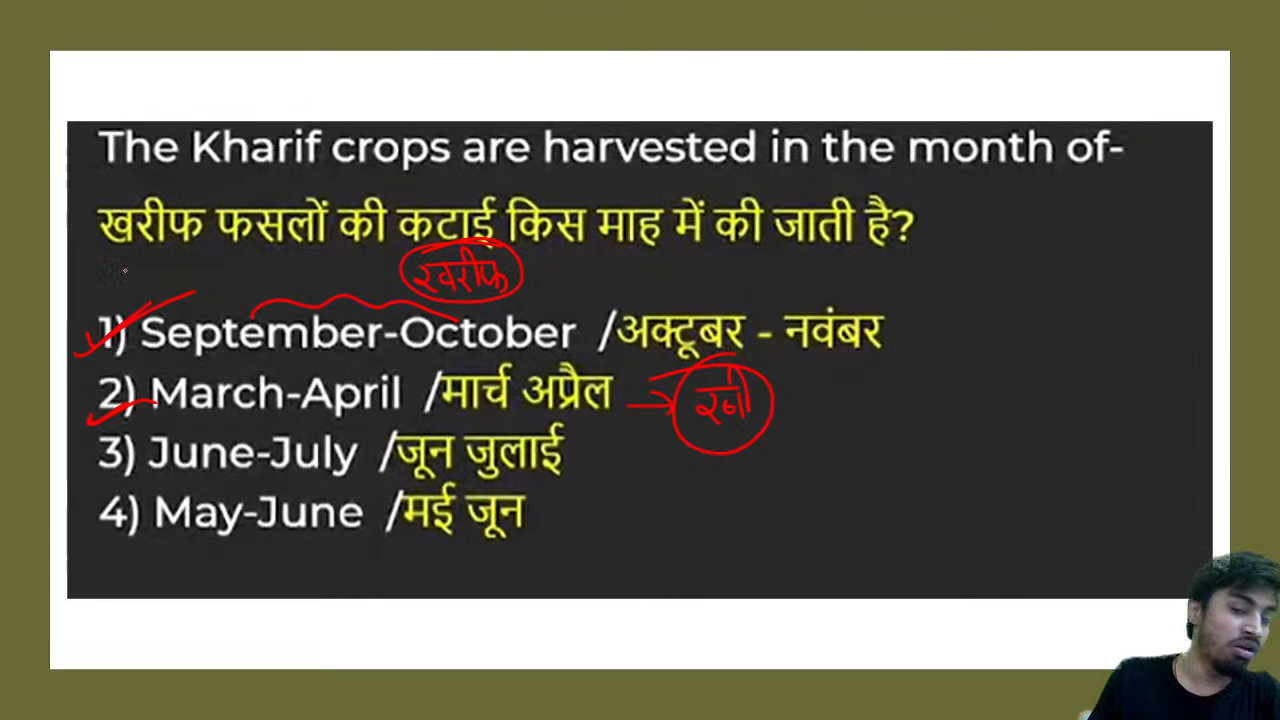 The Kharif crops are harvested in the month of-
खरीफ फसलों की कटाई किस माह में की जाती है?
खरीफ
1) September-October /अक्टूबर - नवंबर
2) March-April /मार्च अप्रैल → रबी
3) June-July /जून जुलाई
4) May-June /मई जून